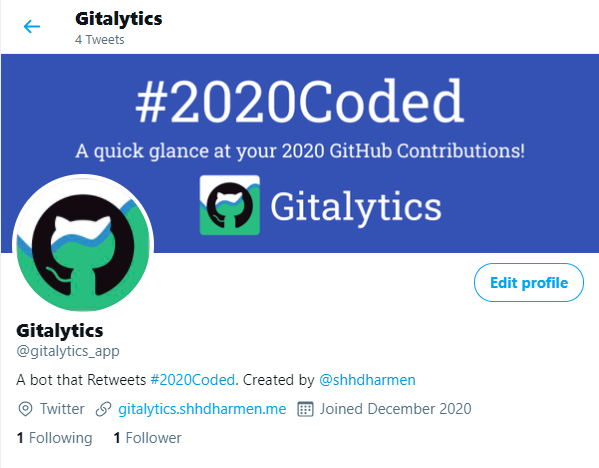 Gitalytics
4 Tweets
#2020Coded
A quick glance at your 2020 GitHub Contributions!
Gitalytics
Edit profile
Gitalytics
@gitalytics_app
A bot that Retweets #2020Coded. Created by @shhdharmen
Twitter gitalytics.shhdharmen.me Joined December 2020
1 Following 1 Follower